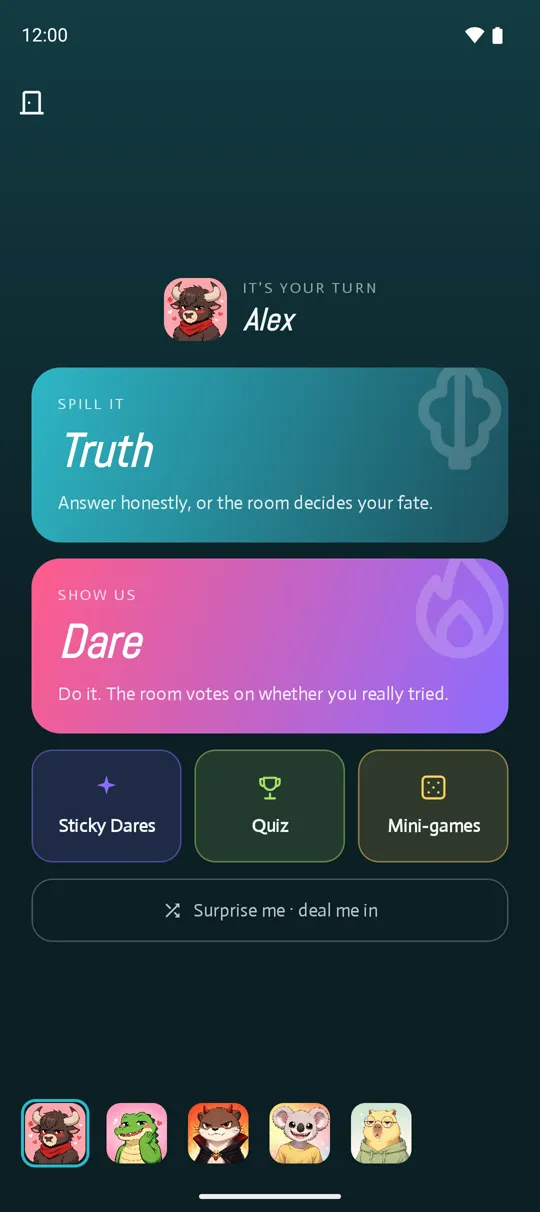 12:00
IT'S YOUR TURN
Alex
SPILL IT
Truth
Answer honestly, or the room decides your fate.
SHOW US
Dare
Do it. The room votes on whether you really tried.
Sticky Dares
Quiz
Mini-games
Surprise me · deal me in